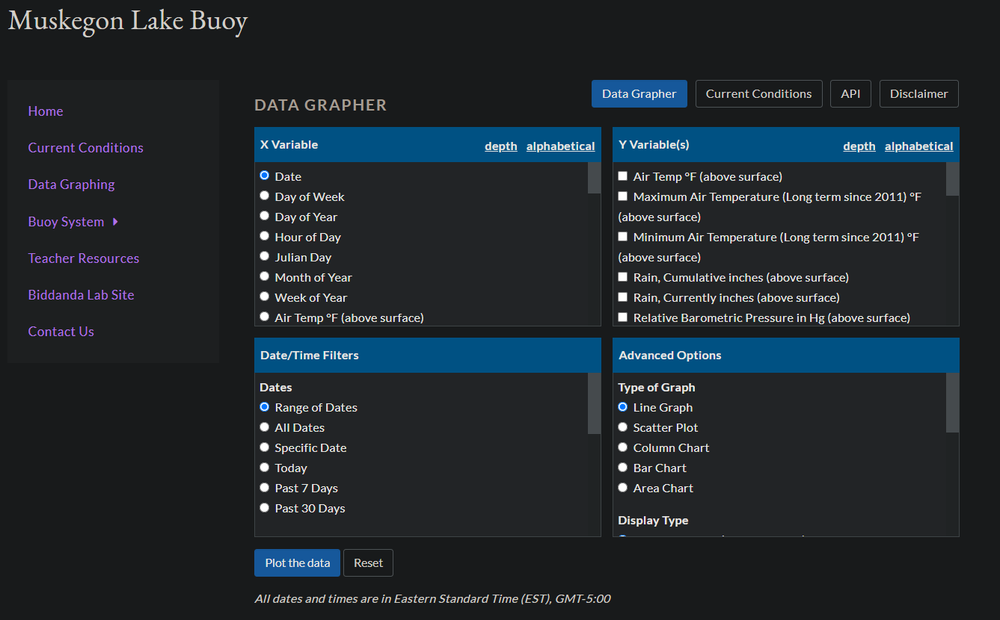 Muskegon Lake Buoy
Home
Current Conditions
Data Graphing
Buoy System
Teacher Resources
Biddanda Lab Site
Contact Us
DATA GRAPHER
Data Grapher
Current Conditions
API
Disclaimer
X Variable depth alphabetical
Date
Day of Week
Day of Year
Hour of Day
Julian Day
Month of Year
Week of Year
Air Temp °F (above surface)
Y Variable(s) depth alphabetical
Air Temp °F (above surface)
Maximum Air Temperature (Long term since 2011) °F
(above surface)
Minimum Air Temperature (Long term since 2011) °F
(above surface)
Rain, Cumulative inches (above surface)
Rain, Currently inches (above surface)
Relative Barometric Pressure in Hg (above surface)
Date/Time Filters
Dates
Range of Dates
All Dates
Specific Date
Today
Past 7 Days
Past 30 Days
Advanced Options
Type of Graph
Line Graph
Scatter Plot
Column Chart
Bar Chart
Area Chart
Display Type
Plot the data
Reset
All dates and times are in Eastern Standard Time (EST), GMT-5:00